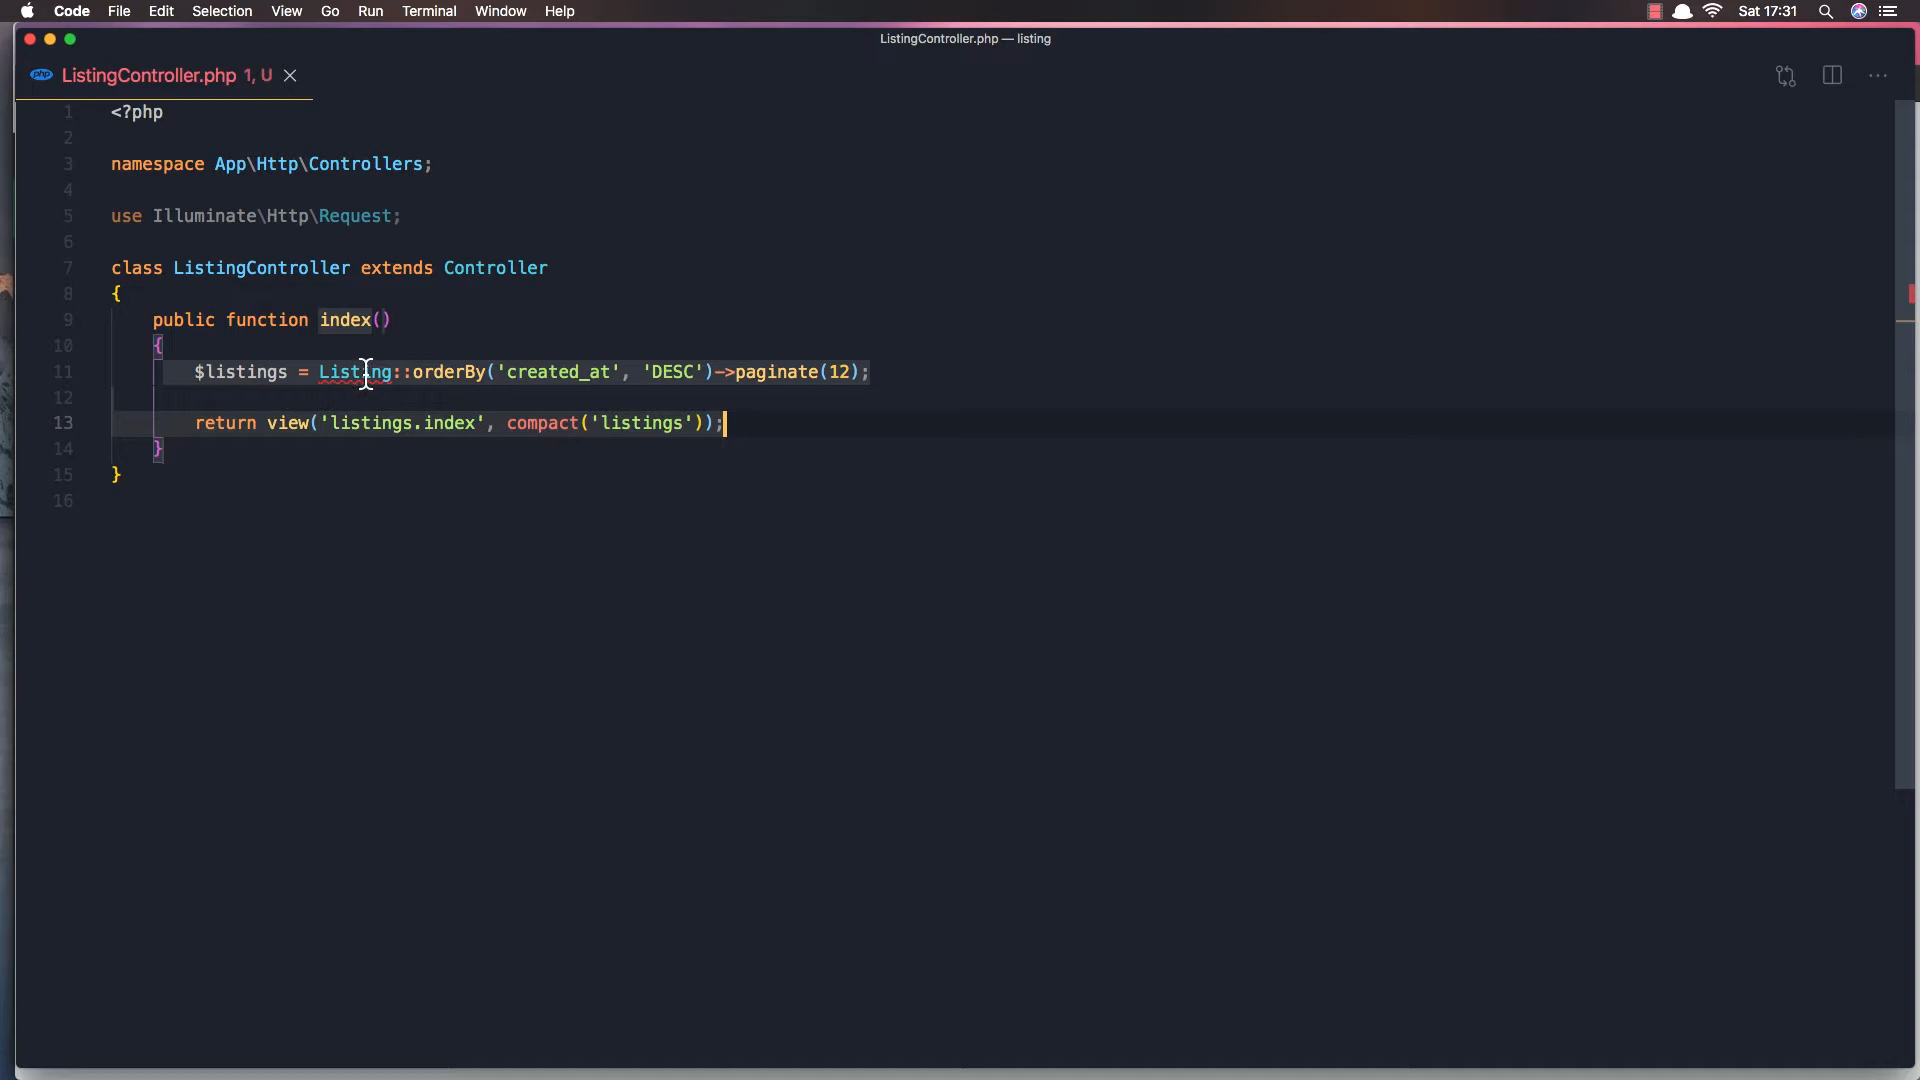 Code File Edit Selection View Go Run Terminal Window Help Sat 17:31
ListingController.php — listing
php ListingController.php 1, U
1 <?php
2
3 namespace App\Http\Controllers;
4
5 use Illuminate\Http\Request;
6
7 class ListingController extends Controller
8 {
9 public function index()
10 {
11 $listings = Listing::orderBy('created_at', 'DESC')->paginate(12);
12
13 return view('listings.index', compact('listings'));
14 }
15 }
16